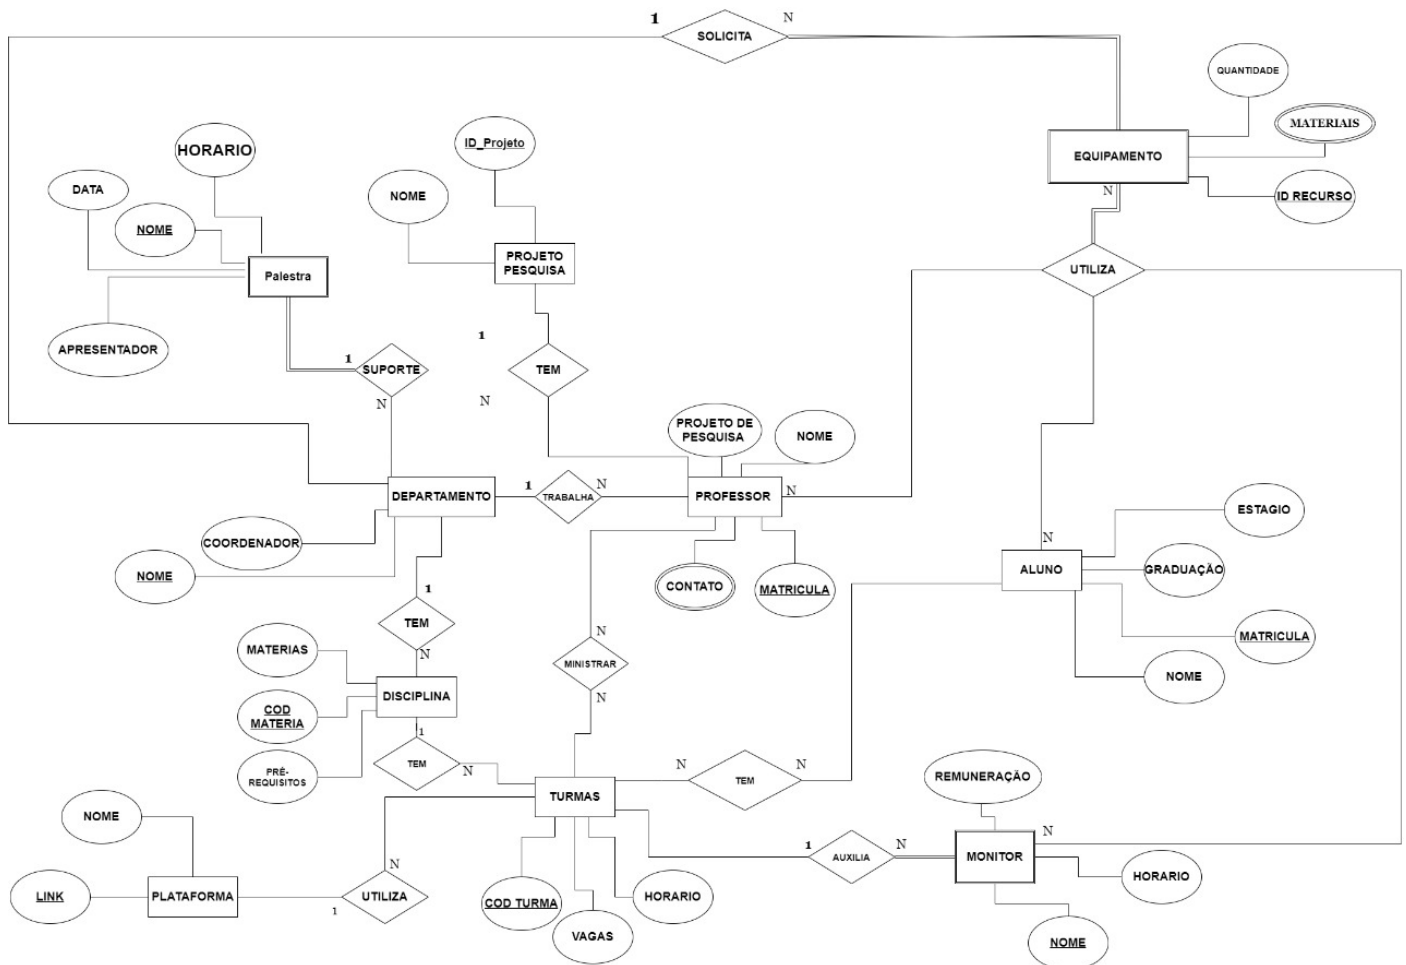 1
N
SOLICITA
QUANTIDADE
MATERIAIS
HORARIO
ID_Projeto
EQUIPAMENTO
DATA
NOME
N
ID RECURSO
NOME
PROJETO
PESQUISA
Palestra
UTILIZA
1
APRESENTADOR
1
SUPORTE
TEM
N
N
PROJETO DE
PESQUISA
NOME
DEPARTAMENTO
1
TRABALHA
N
PROFESSOR
N
ESTAGIO
COORDENADOR
N
NOME
CONTATO
MATRICULA
ALUNO
GRADUAÇÃO
1
TEM
N
MATRICULA
MATERIAS
N
MINISTRAR
NOME
DISCIPLINA
N
COD
MATERIA
1
PRÉ-
REQUISITOS
TEM
N
N
TEM
N
REMUNERAÇÃO
TURMAS
NOME
N
1
AUXILIA
N
N
MONITOR
HORARIO
LINK
PLATAFORMA
1
UTILIZA
COD TURMA
HORARIO
VAGAS
NOME